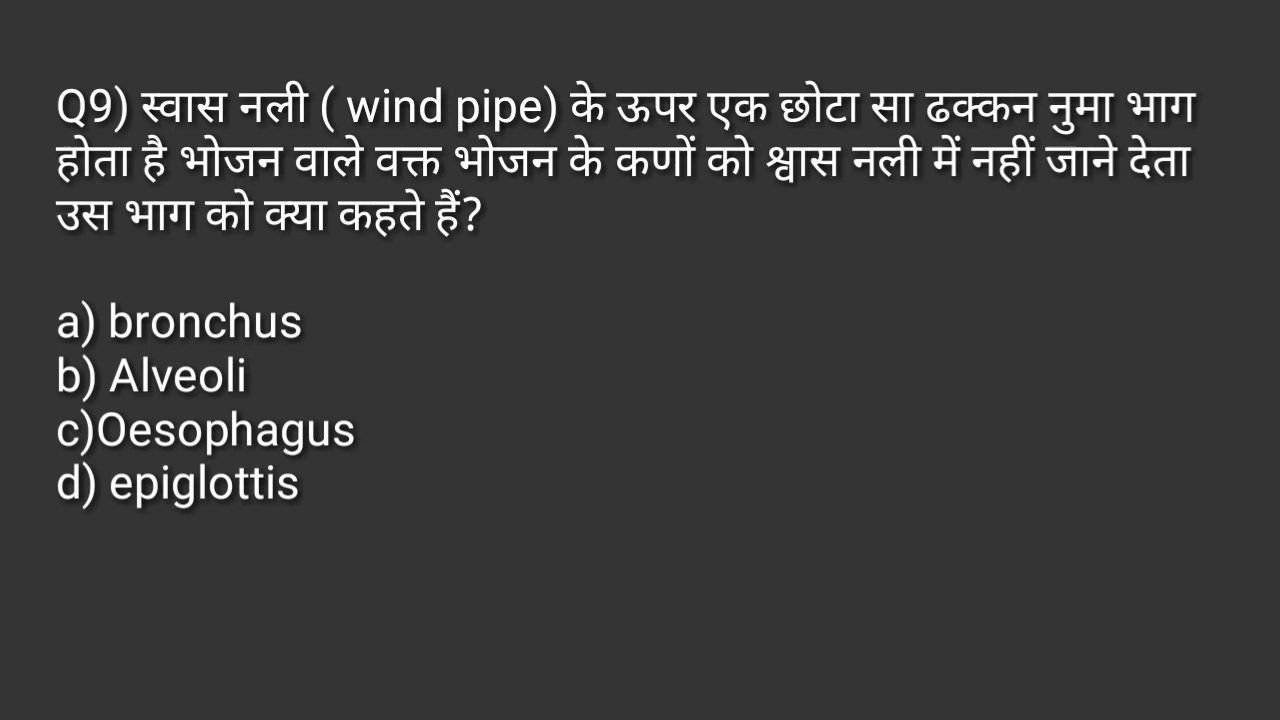 Q9) स्वास नली ( wind pipe) के ऊपर एक छोटा सा ढक्कन नुमा भाग
होता है भोजन वाले वक्त भोजन के कणों को श्वास नली में नहीं जाने देता
उस भाग को क्या कहते हैं?
a) bronchus
b) Alveoli
c)Oesophagus
d) epiglottis